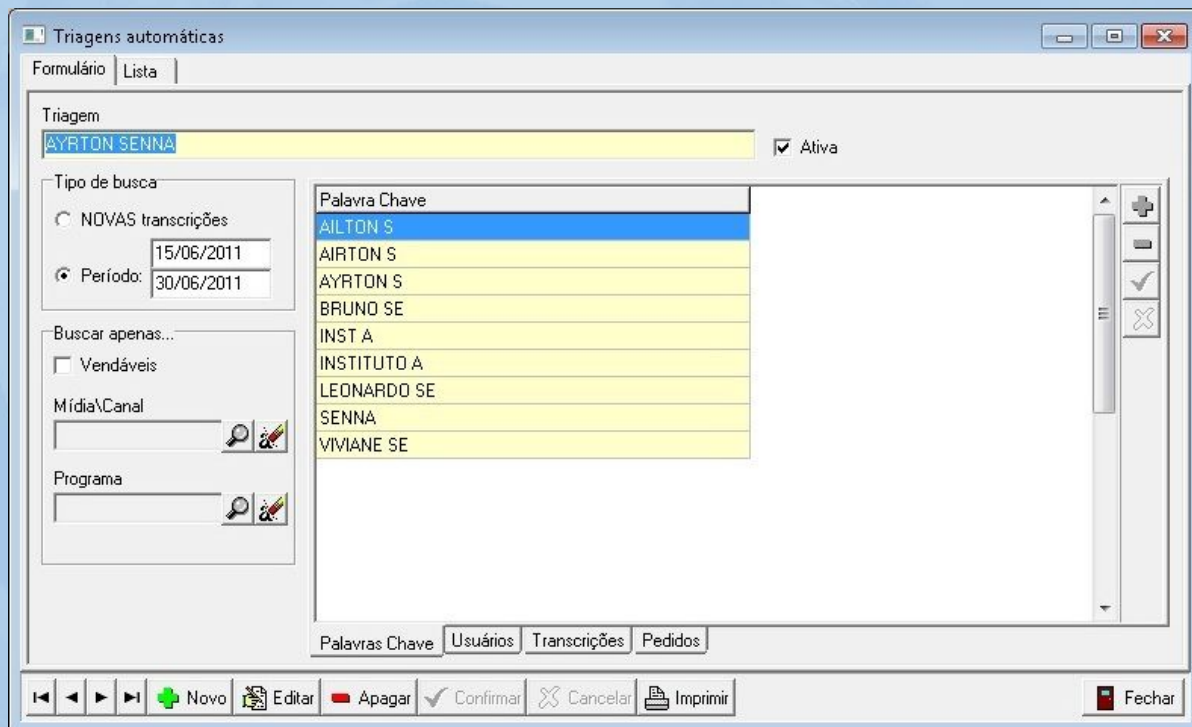 Triagens automáticas
Formulário Lista
Triagem
AYRTON SENNA
Ativa
Tipo de busca
NOVAS transcrições
Período:
15/06/2011
30/06/2011
Buscar apenas...
Vendáveis
Mídia\Canal
Programa
Palavra Chave
AILTON S
AIRTON S
AYRTON S
BRUNO SE
INST A
INSTITUTO A
LEONARDO SE
SENNA
VIVIANE SE
Palavras Chave Usuários Transcrições Pedidos
Novo Editar Apagar Confirmar Cancelar Imprimir Fechar